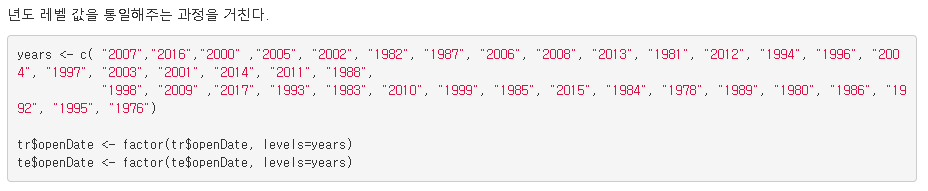 년도 레벨 값을 통일해주는 과정을 거친다.
years <- c( "2007","2016","2000" ,"2005", "2002", "1982", "1987", "2006", "2008", "2013", "1981", "2012", "1994", "1996", "200
4", "1997", "2003", "2001", "2014", "2011", "1988",
"1998", "2009" ,"2017", "1993", "1983", "2010", "1999", "1985", "2015", "1984", "1978", "1989", "1980", "1986", "19
92", "1995", "1976")
tr$openDate <- factor(tr$openDate, levels=years)
te$openDate <- factor(te$openDate, levels=years)